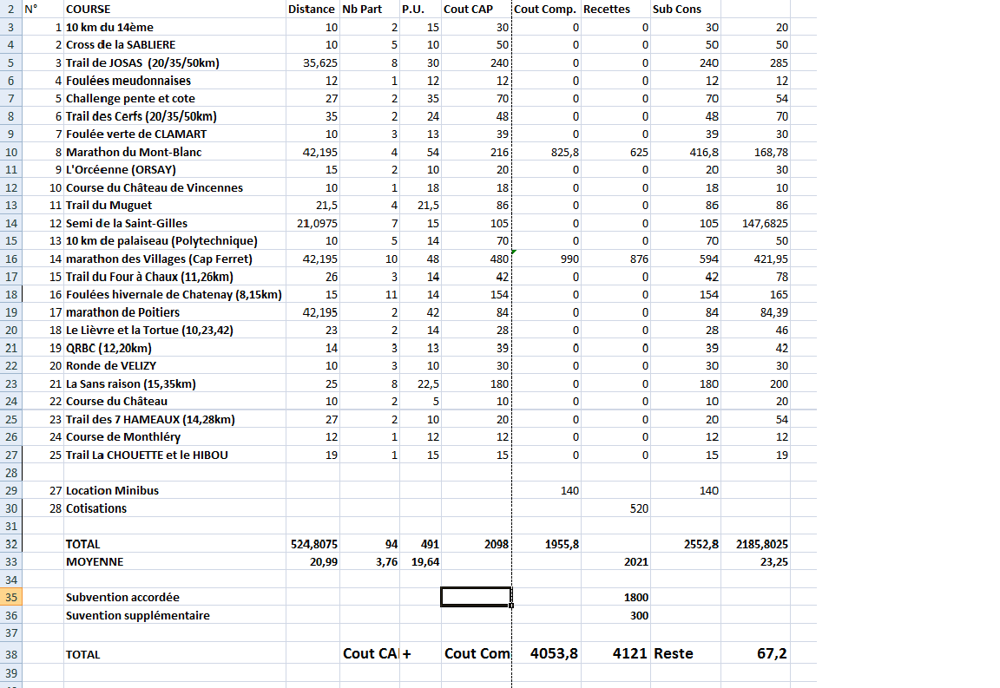 2 N° COURSE Distance Nb Part P.U. Cout CAP Cout Comp. Recettes Sub Cons
3 1 10 km du 14ème 10 2 15 30 0 0 30 20
4 2 Cross de la SABLIERE 10 5 10 50 0 0 50 50
5 3 Trail de JOSAS (20/35/50km) 35,625 8 30 240 0 0 240 285
6 4 Foulées meudonnaises 12 1 12 12 0 0 12 12
7 5 Challenge pente et cote 27 2 35 70 0 0 70 54
8 6 Trail des Cerfs (20/35/50km) 35 2 24 48 0 0 48 70
9 7 Foulée verte de CLAMART 10 3 13 39 0 0 39 30
10 8 Marathon du Mont-Blanc 42,195 4 54 216 825,8 625 416,8 168,78
11 9 L'Orcéenne (ORSAY) 15 2 10 20 0 0 20 30
12 10 Course du Château de Vincennes 10 1 18 18 0 0 18 10
13 11 Trail du Muguet 21,5 4 21,5 86 0 0 86 86
14 12 Semi de la Saint-Gilles 21,0975 7 15 105 0 0 105 147,6825
15 13 10 km de palaiseau (Polytechnique) 10 5 14 70 0 0 70 50
16 14 marathon des Villages (Cap Ferret) 42,195 10 48 480 990 876 594 421,95
17 15 Trail du Four à Chaux (11,26km) 26 3 14 42 0 0 42 78
18 16 Foulées hivernale de Chatenay (8,15km) 15 11 14 154 0 0 154 165
19 17 marathon de Poitiers 42,195 2 42 84 0 0 84 84,39
20 18 Le Lièvre et la Tortue (10,23,42) 23 2 14 28 0 0 28 46
21 19 QRBC (12,20km) 14 3 13 39 0 0 39 42
22 20 Ronde de VELIZY 10 3 10 30 0 0 30 30
23 21 La Sans raison (15,35km) 25 8 22,5 180 0 0 180 200
24 22 Course du Château 10 2 5 10 0 0 10 20
25 23 Trail des 7 HAMEAUX (14,28km) 27 2 10 20 0 0 20 54
26 24 Course de Monthléry 12 1 12 12 0 0 12 12
27 25 Trail La CHOUETTE et le HIBOU 19 1 15 15 0 0 15 19
28
29 27 Location Minibus 140 140
30 28 Cotisations 520
31
32 TOTAL 524,8075 94 491 2098 1955,8 2552,8 2185,8025
33 MOYENNE 20,99 3,76 19,64 2021 23,25
34
35 Subvention accordée 1800
36 Suvention supplémentaire 300
37
38 TOTAL Cout CA + Cout Com 4053,8 4121 Reste 67,2
39